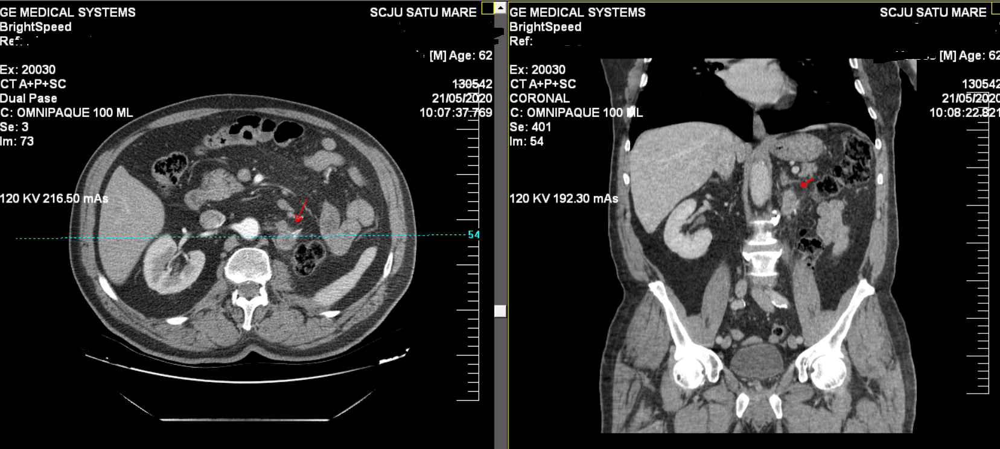 GE MEDICAL SYSTEMS
SCJU SATU MARE
BrightSpeed
[M] Age: 62
Ex: 20030
CT A+P+SC
130542
Dual Pase
21/05/2020
C: OMNIPAQUE 100 ML
10:07:37.769
Se: 3
Im: 73
120 KV 216.50 mAs
54
GE MEDICAL SYSTEMS
SCJU SATU MARE
BrightSpeed
Ref:
[M] Age: 62
Ex: 20030
CT A+P+SC
130542
CORONAL
21/05/2020
C: OMNIPAQUE 100 ML
10:08:22.821
Se: 401
Im: 54
120 KV 192.30 mAs